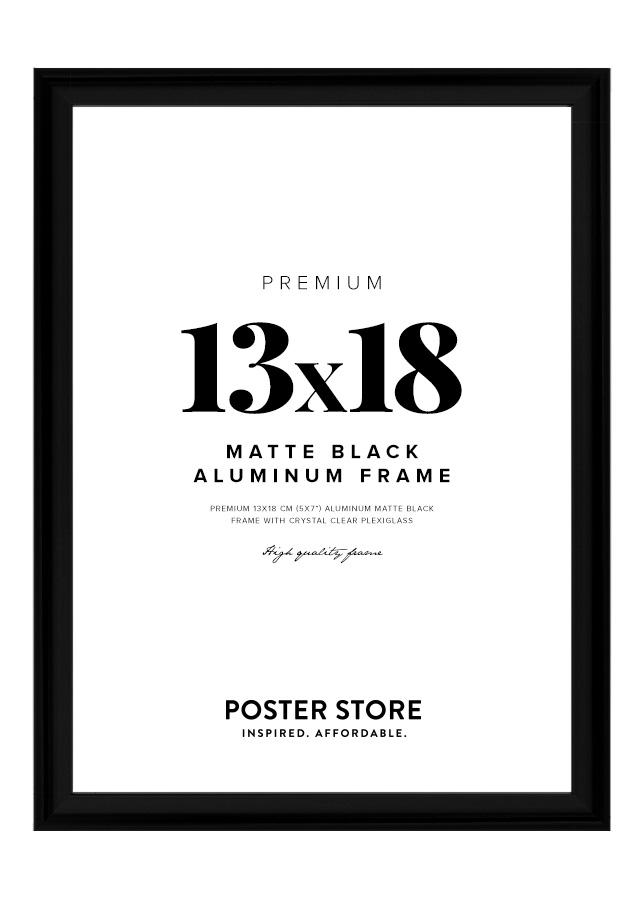 PREMIUM
13x18
MATTE BLACK
ALUMINUM FRAME
PREMIUM 13X18 CM (5X7") ALUMINUM MATTE BLACK
FRAME WITH CRYSTAL CLEAR PLEXIGLASS
High quality frame
POSTER STORE
INSPIRED. AFFORDABLE.